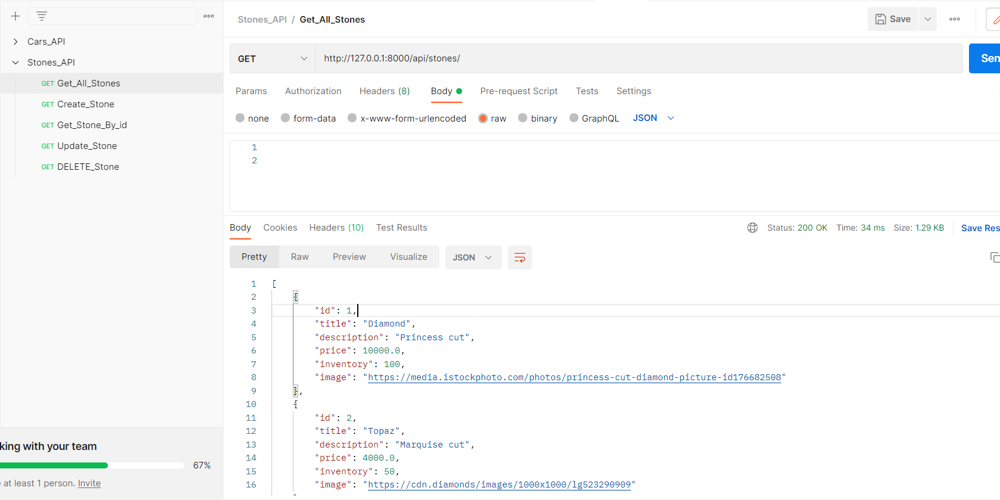 Stones_API / Get_All_Stones
Save
Cars_API
Stones_API
GET Get_All_Stones
GET Create_Stone
GET Get_Stone_By_id
GET Update_Stone
GET DELETE_Stone
king with your team
67%
at least 1 person. Invite
GET http://127.0.0.1:8000/api/stones/
Sen
Params Authorization Headers (8) Body Pre-request Script Tests Settings
none form-data x-www-form-urlencoded raw binary GraphQL JSON
1
2
Body Cookies Headers (10) Test Results Status: 200 OK Time: 34 ms Size: 1.29 KB Save Res
Pretty Raw Preview Visualize JSON
1 [
2 {
3 "id": 1,
4 "title": "Diamond",
5 "description": "Princess cut",
6 "price": 10000.0,
7 "inventory": 100,
8 "image": "https://media.istockphoto.com/photos/princess-cut-diamond-picture-id176682508"
9 },
10 {
11 "id": 2,
12 "title": "Topaz",
13 "description": "Marquise cut",
14 "price": 4000.0,
15 "inventory": 50,
16 "image": "https://cdn.diamonds/images/1000x1000/lg523290909"